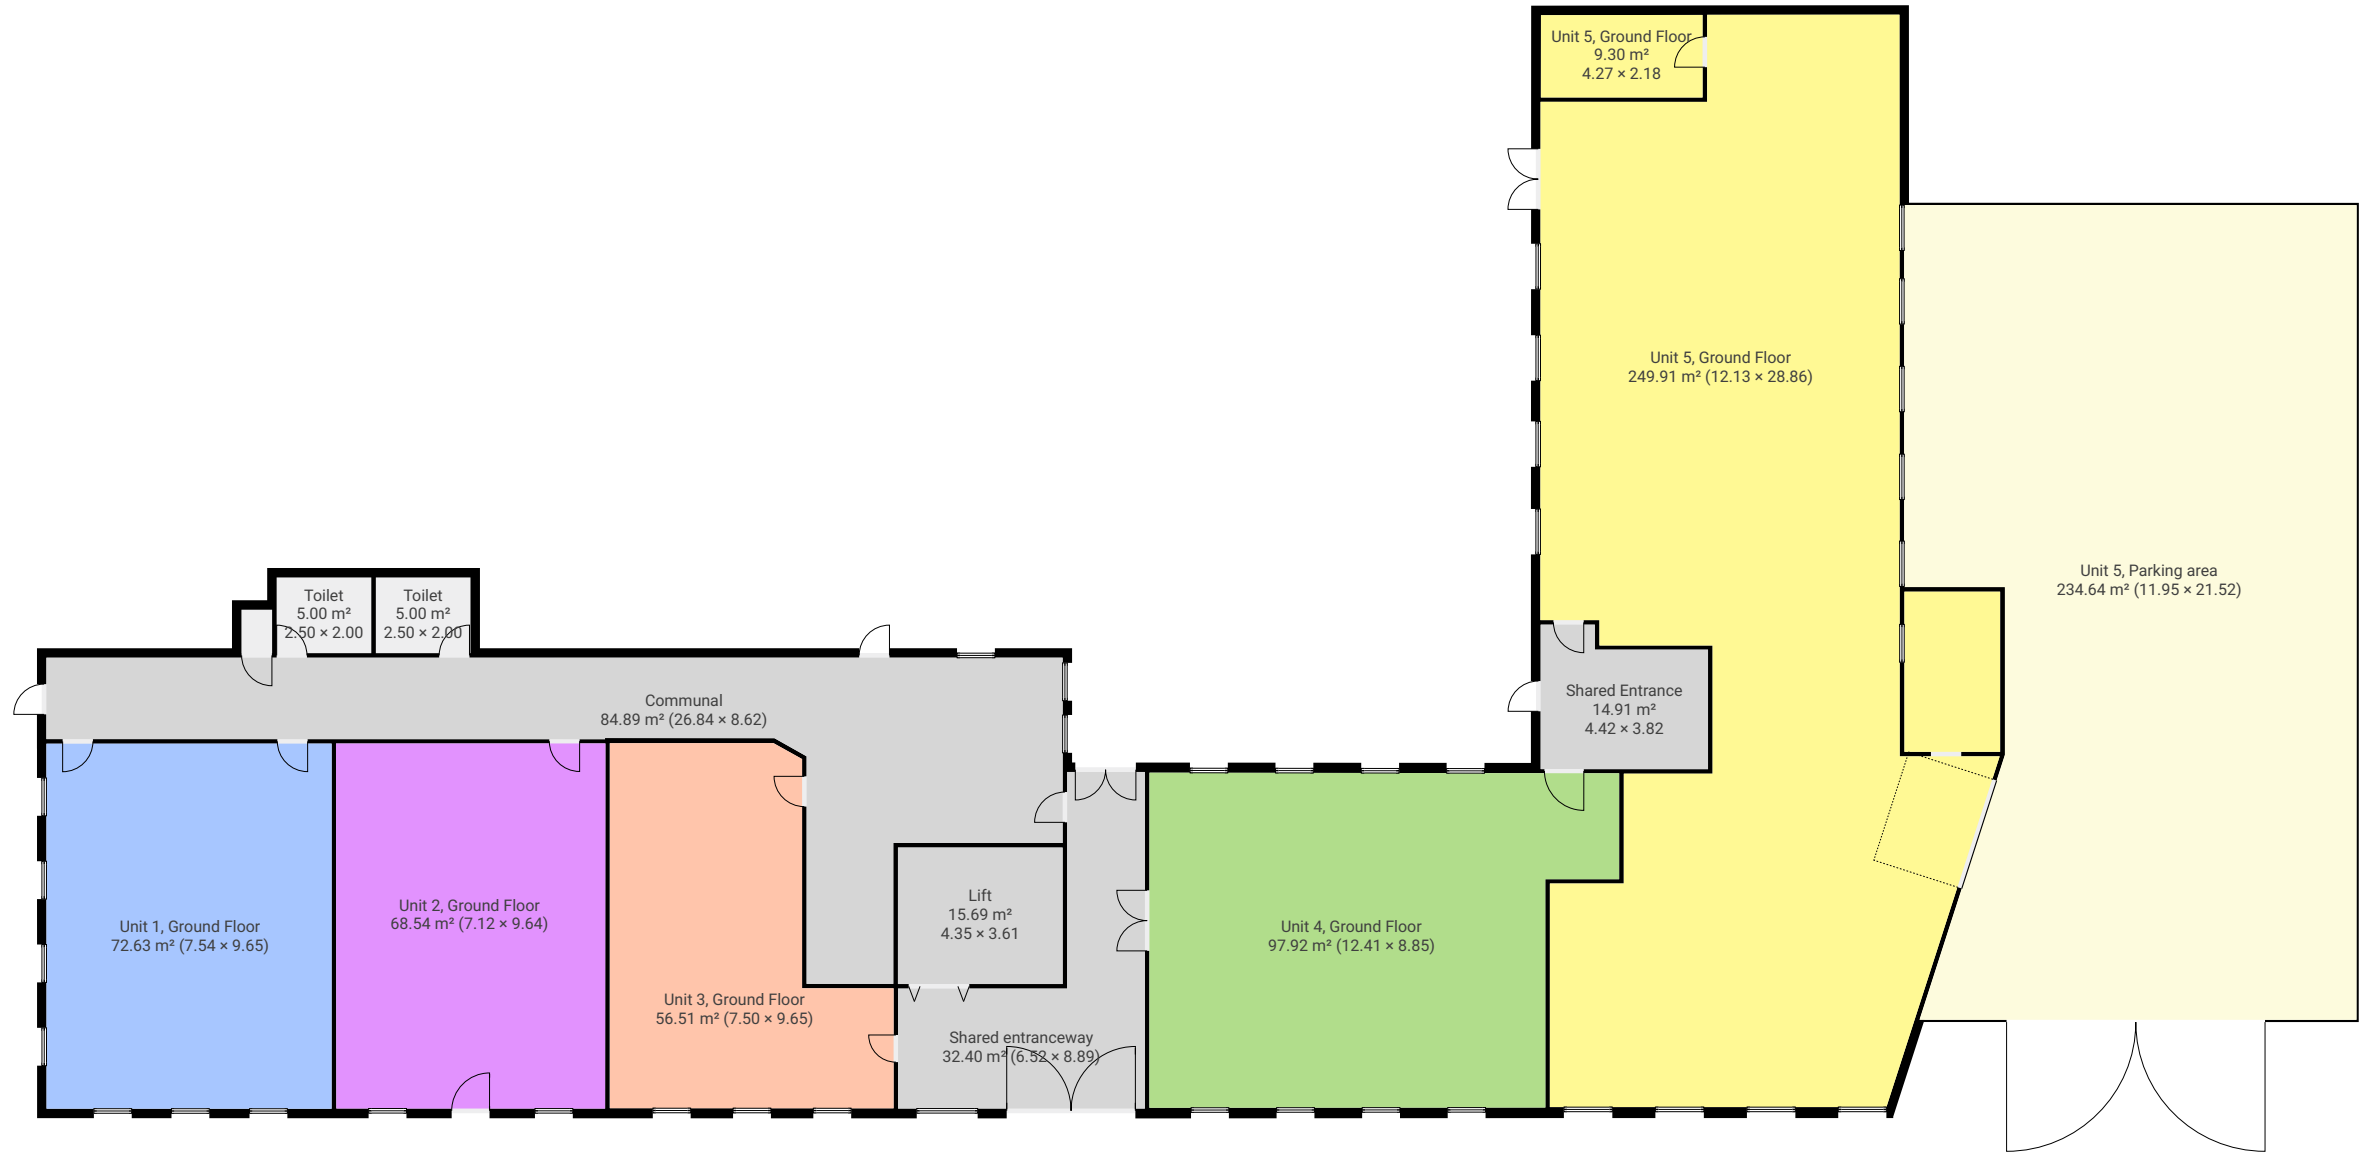 Unit 5, Ground Floor
9.30 m²
4.27 × 2.18
Unit 5, Ground Floor
249.91 m² (12.13 × 28.86)
Unit 5, Parking area
234.64 m² (11.95 × 21.52)
Toilet
5.00 m²
2.50 × 2.00
Toilet
5.00 m²
2.50 × 2.00
Communal
84.89 m² (26.84 × 8.62)
Shared Entrance
14.91 m²
4.42 × 3.82
Unit 1, Ground Floor
72.63 m² (7.54 × 9.65)
Unit 2, Ground Floor
68.54 m² (7.12 × 9.64)
Unit 3, Ground Floor
56.51 m² (7.50 × 9.65)
Lift
15.69 m²
4.35 × 3.61
Shared entranceway
32.40 m² (6.52 × 8.89)
Unit 4, Ground Floor
97.92 m² (12.41 × 8.85)